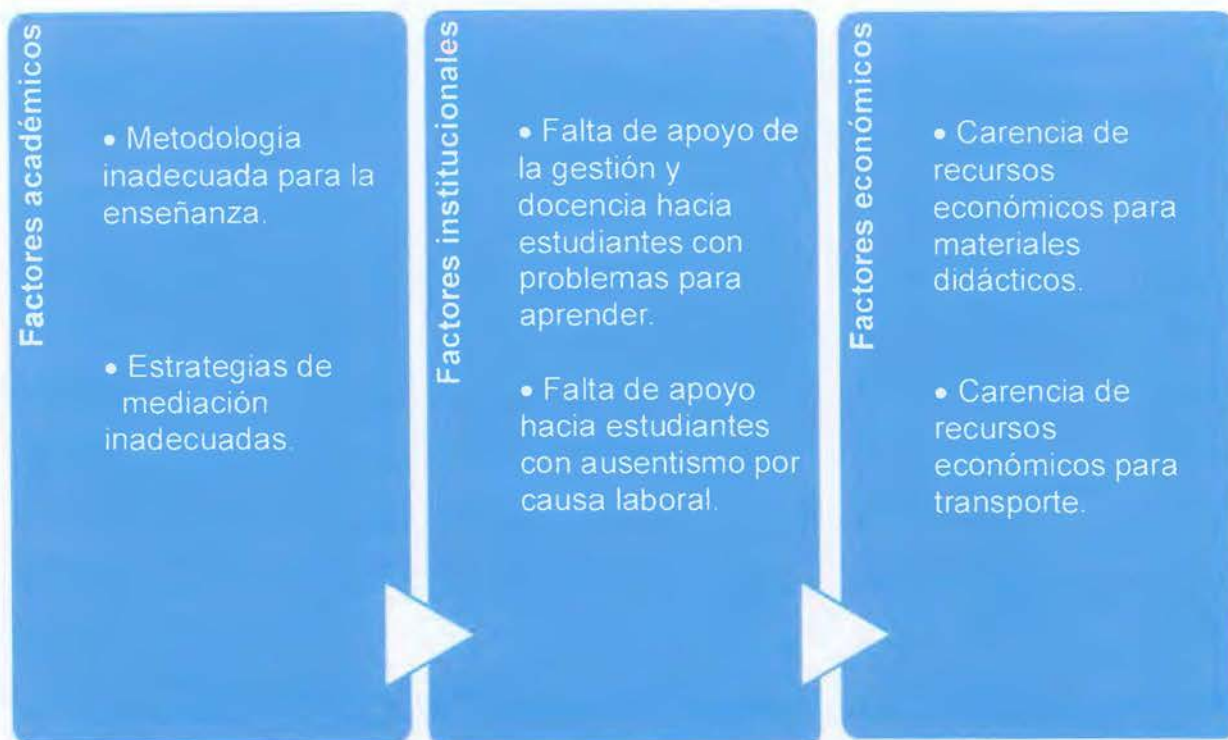 Factores académicos
• Metodología
inadecuada para la
enseñanza.
• Estrategias de
mediación
inadecuadas.
Factores institucionales
• Falta de apoyo de
la gestión y
docencia hacia
estudiantes con
problemas para
aprender.
• Falta de apoyo
hacia estudiantes
con ausentismo por
causa laboral.
Factores económicos
• Carencia de
recursos
económicos para
materiales
didácticos.
• Carencia de
recursos
económicos para
transporte.